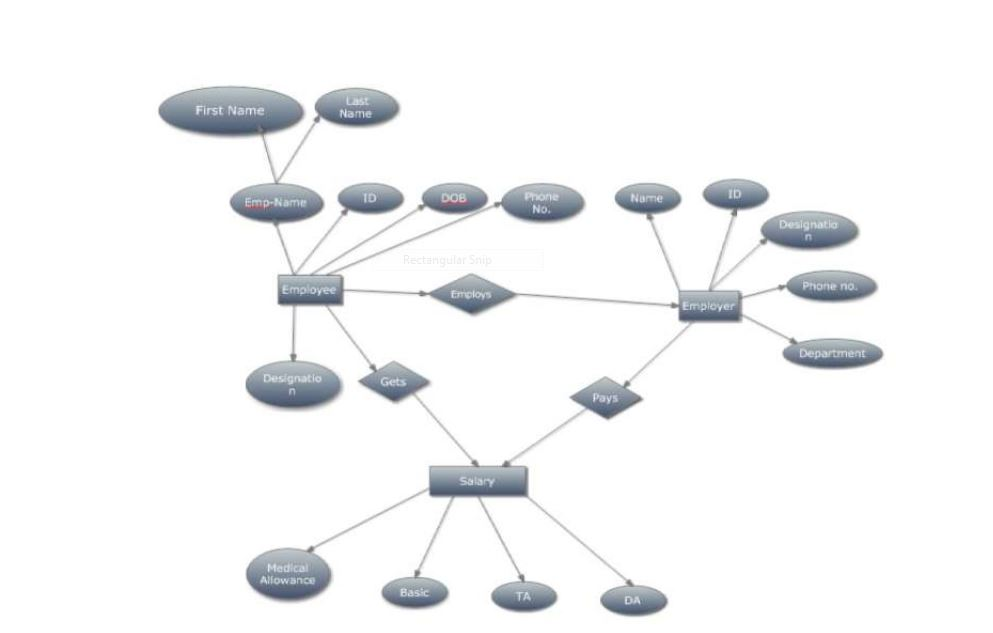 First Name
Last
Name
Emp-Name
ID
DOB
Phone
No.
Name
ID
Designatio
n
Rectangular Snip
Employee
Employs
Employer
Phone no.
Department
Designatio
n
Gets
Pays
Salary
Medical
Allowance
Basic
TA
DA